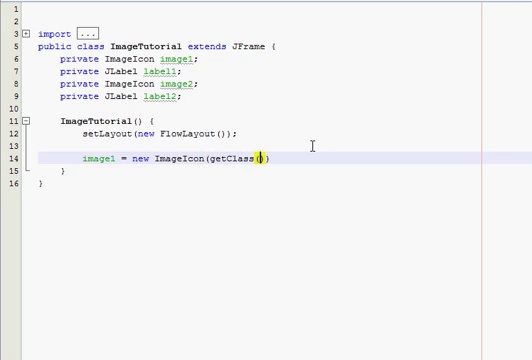 1
2
3 import ...
5 public class ImageTutorial extends JFrame {
6 private ImageIcon image1;
7 private JLabel label1;
8 private ImageIcon image2;
9 private JLabel label2;
10
11 ImageTutorial() {
12 setLayout(new FlowLayout());
13
14 image1 = new ImageIcon(getClass())
15 }
16 }